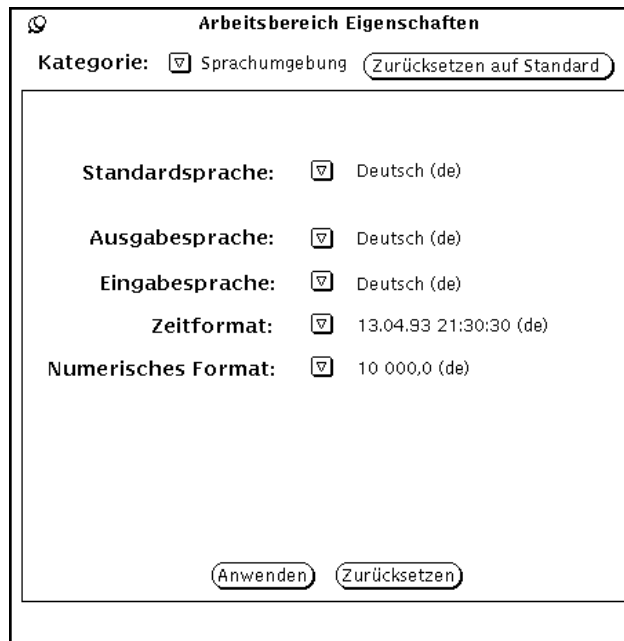 Arbeitsbereich Eigenschaften
Kategorie: Sprachumgebung Zurücksetzen auf Standard
Standardsprache: Deutsch (de)
Ausgabesprache: Deutsch (de)
Eingabesprache: Deutsch (de)
Zeitformat: 13.04.93 21:30:30 (de)
Numerisches Format: 10 000,0 (de)
Anwenden Zurücksetzen